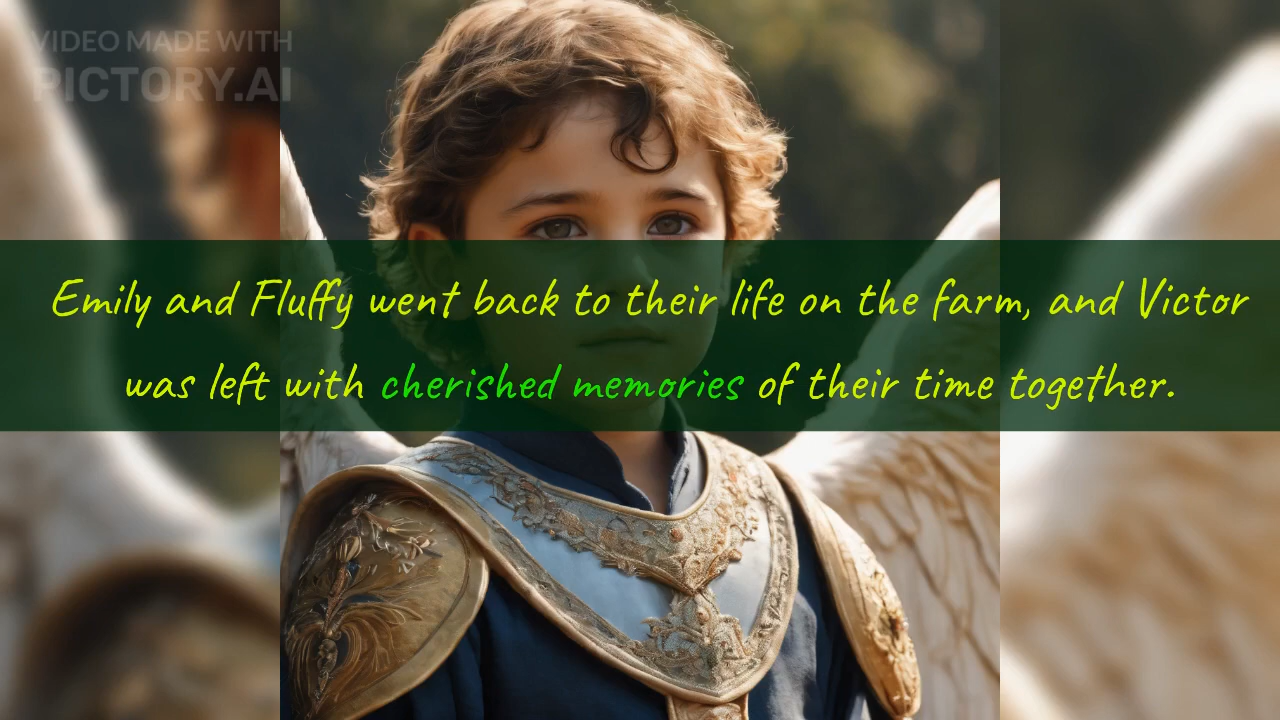 VIDEO MADE WITH
PICTORY.AI
Emily and Fluffy went back to their life on the farm, and Victor
was left with cherished memories of their time together.